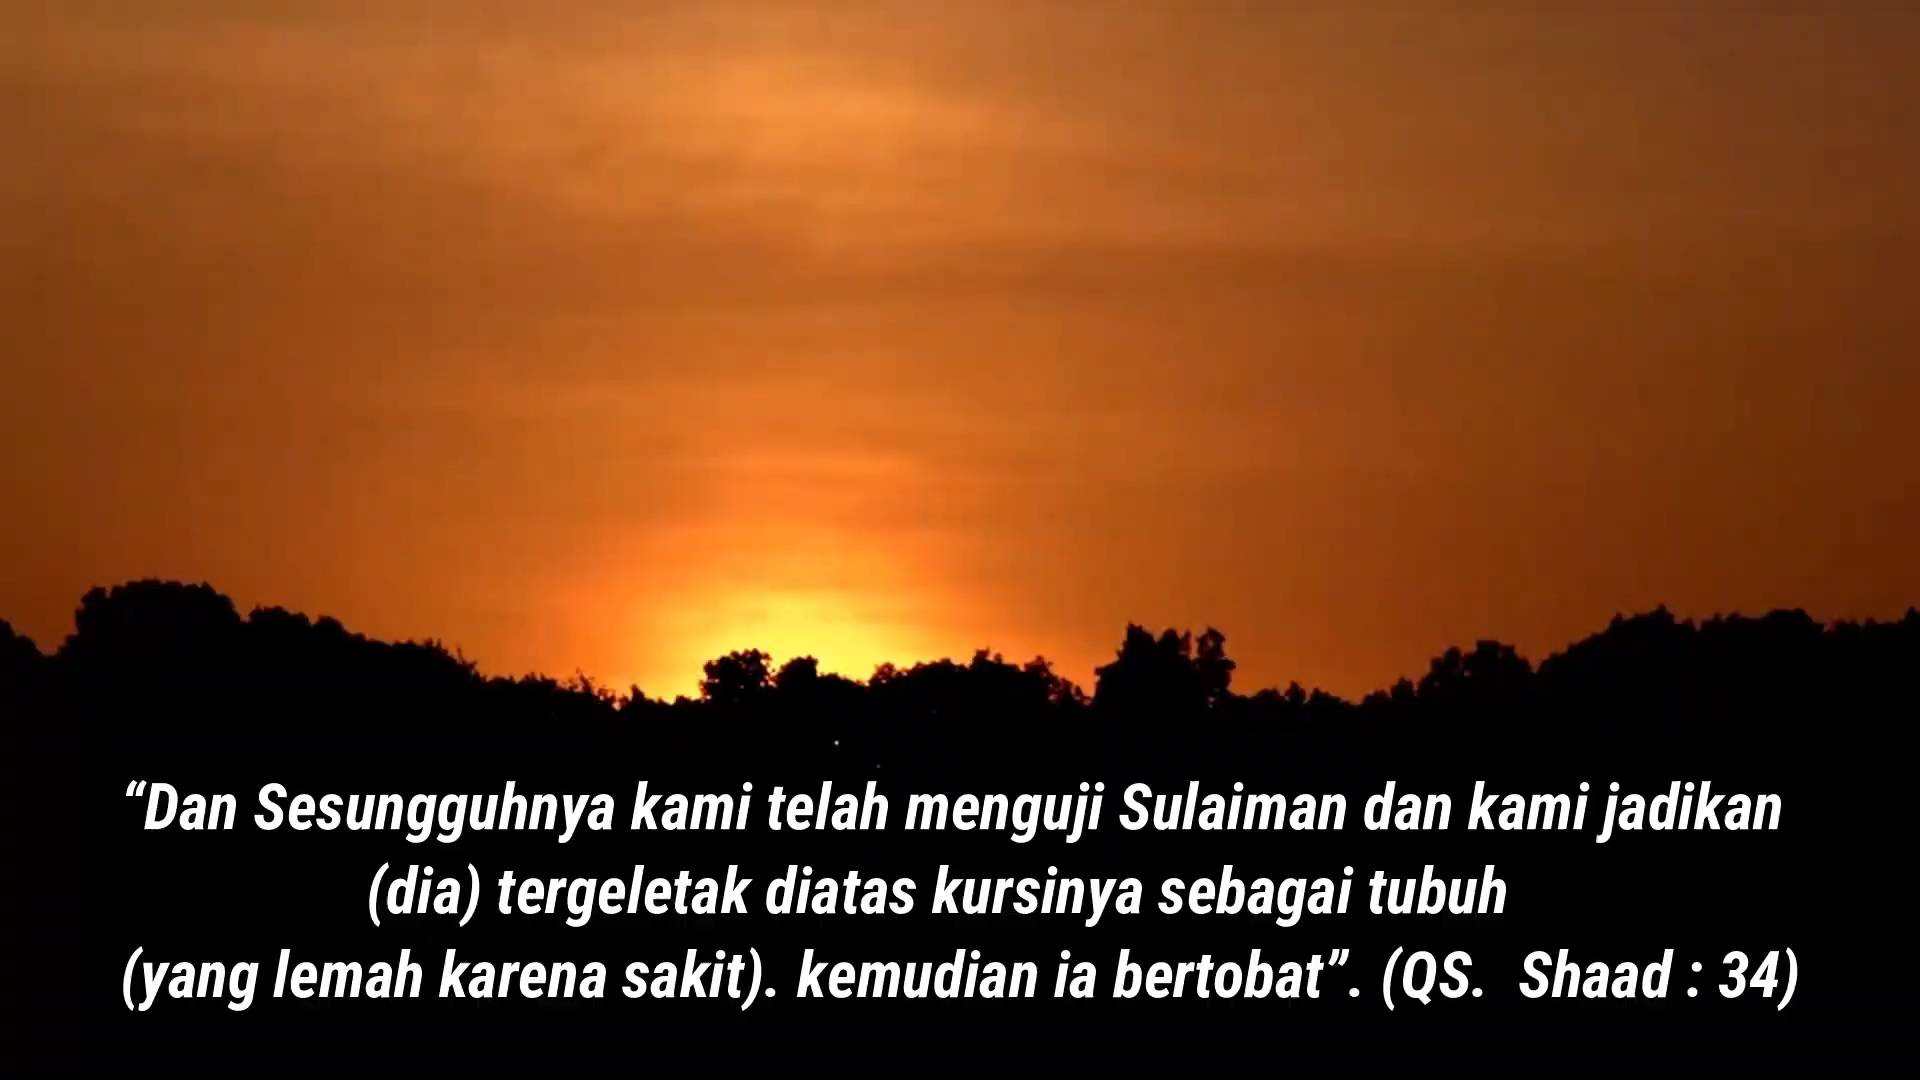 “Dan Sesungguhnya kami telah menguji Sulaiman dan kami jadikan
(dia) tergeletak diatas kursinya sebagai tubuh
(yang lemah karena sakit). kemudian ia bertobat”. (QS.  Shaad : 34)